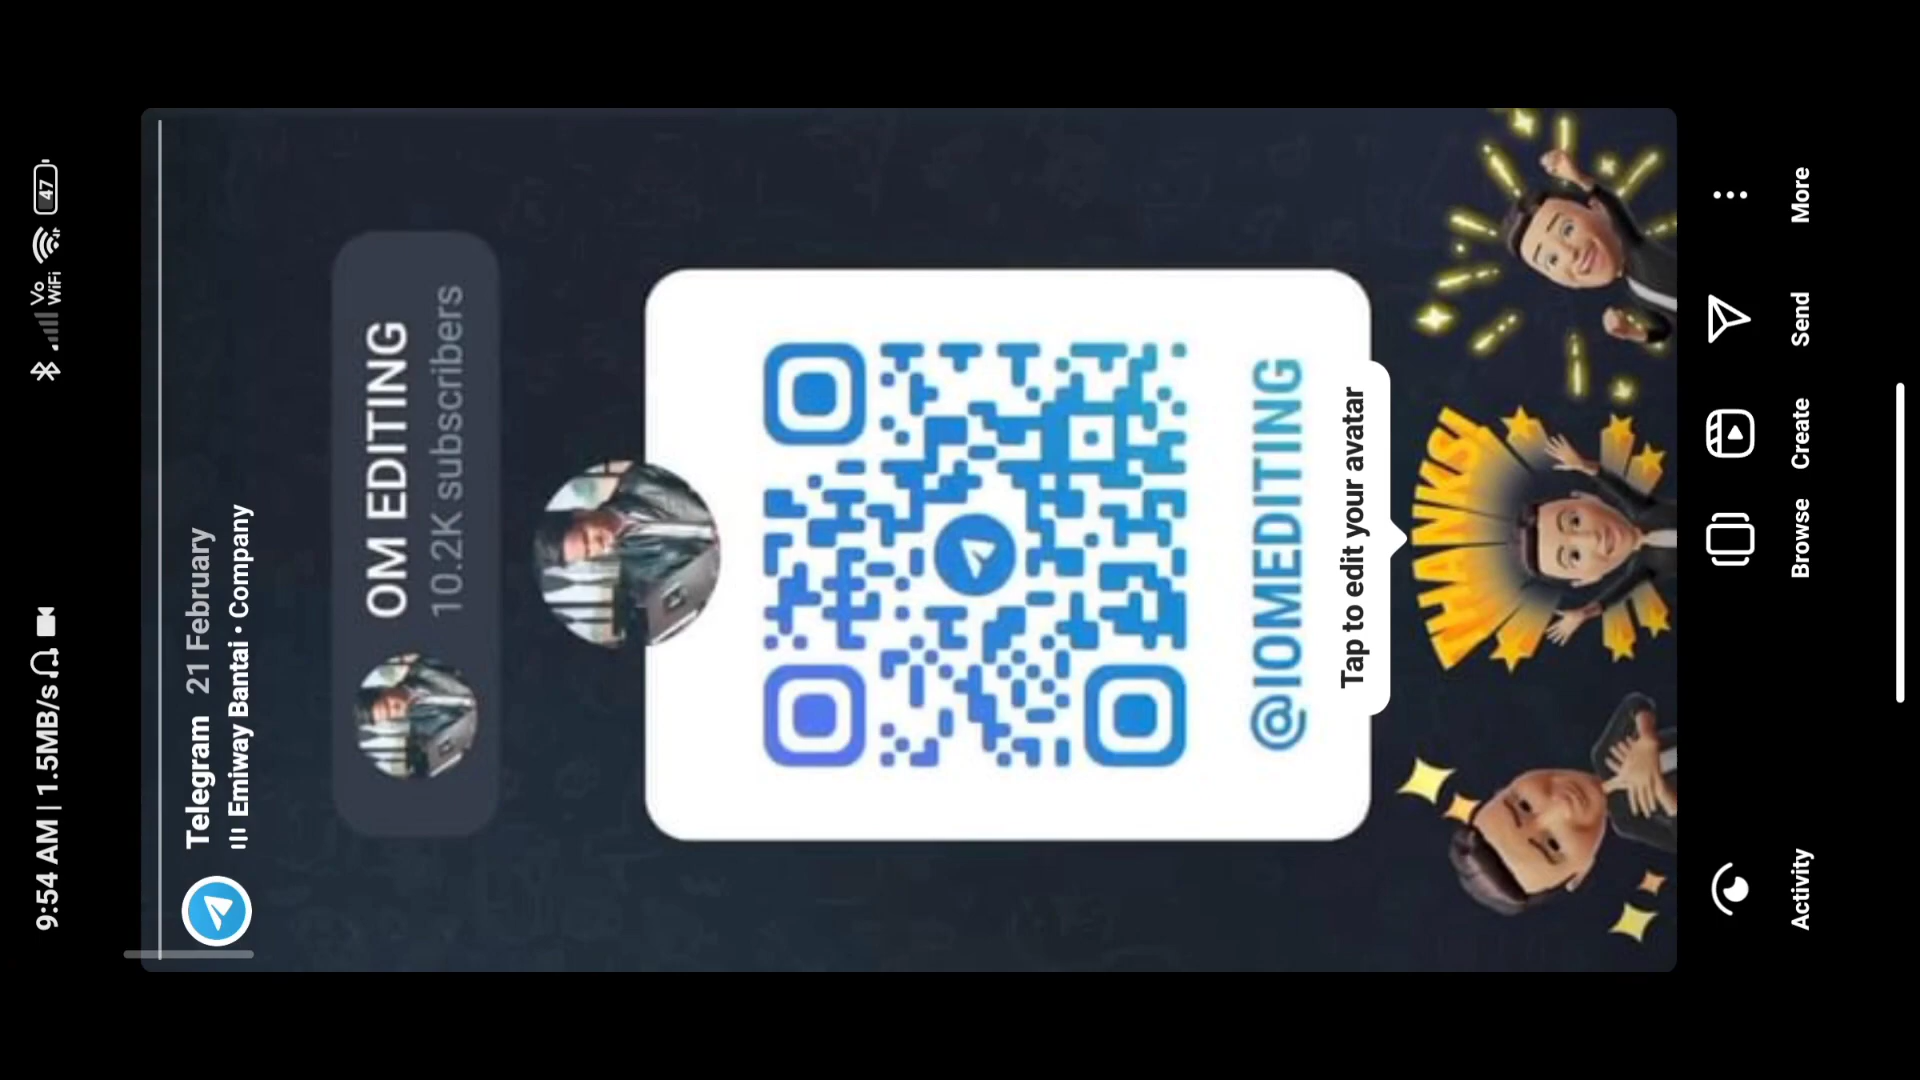 9:54 AM | 1.5MB/s
Vo
WiFi
47
Telegram 21 February
Emiway Bantai • Company
OM EDITING
10.2K subscribers
@IOMEDITING
Tap to edit your avatar
THANKS!
Activity
Browse
Create
Send
More